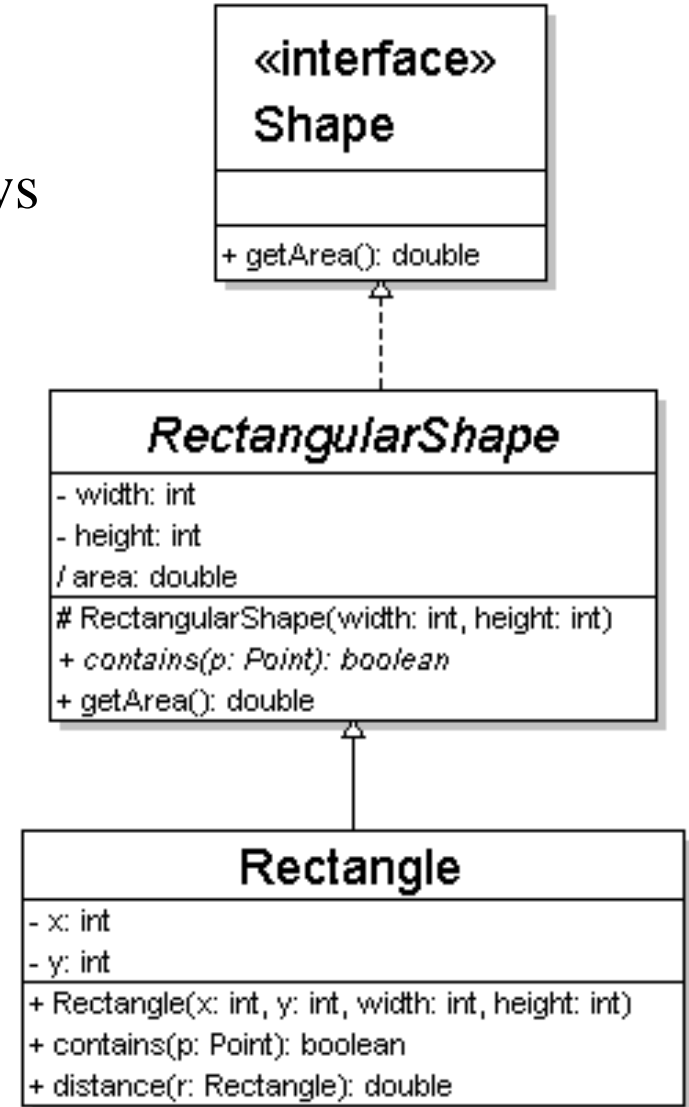 «interface»
Shape
+ getArea(): double
RectangularShape
- width: int
- height: int
/ area: double
# RectangularShape(width: int, height: int)
+ contains(p: Point): boolean
+ getArea(): double
Rectangle
- x: int
- y: int
+ Rectangle(x: int, y: int, width: int, height: int)
+ contains(p: Point): boolean
+ distance(r: Rectangle): double